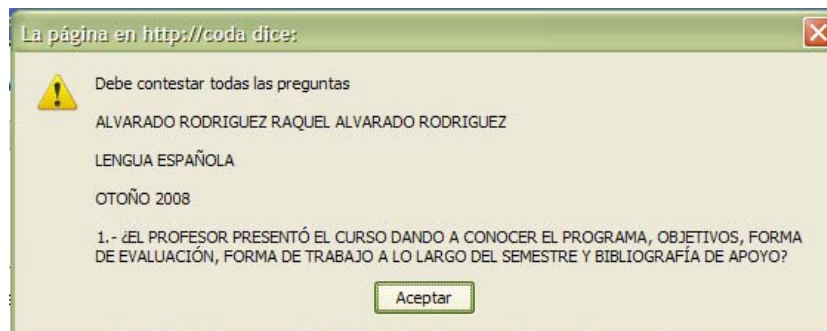 La página en http://coda dice:
Debe contestar todas las preguntas
ALVARADO RODRIGUEZ RAQUEL ALVARADO RODRIGUEZ
LENGUA ESPAÑOLA
OTOÑO 2008
1.- ¿EL PROFESOR PRESENTÓ EL CURSO DANDO A CONOCER EL PROGRAMA, OBJETIVOS, FORMA
DE EVALUACIÓN, FORMA DE TRABAJO A LO LARGO DEL SEMESTRE Y BIBLIOGRAFÍA DE APOYO?
Aceptar